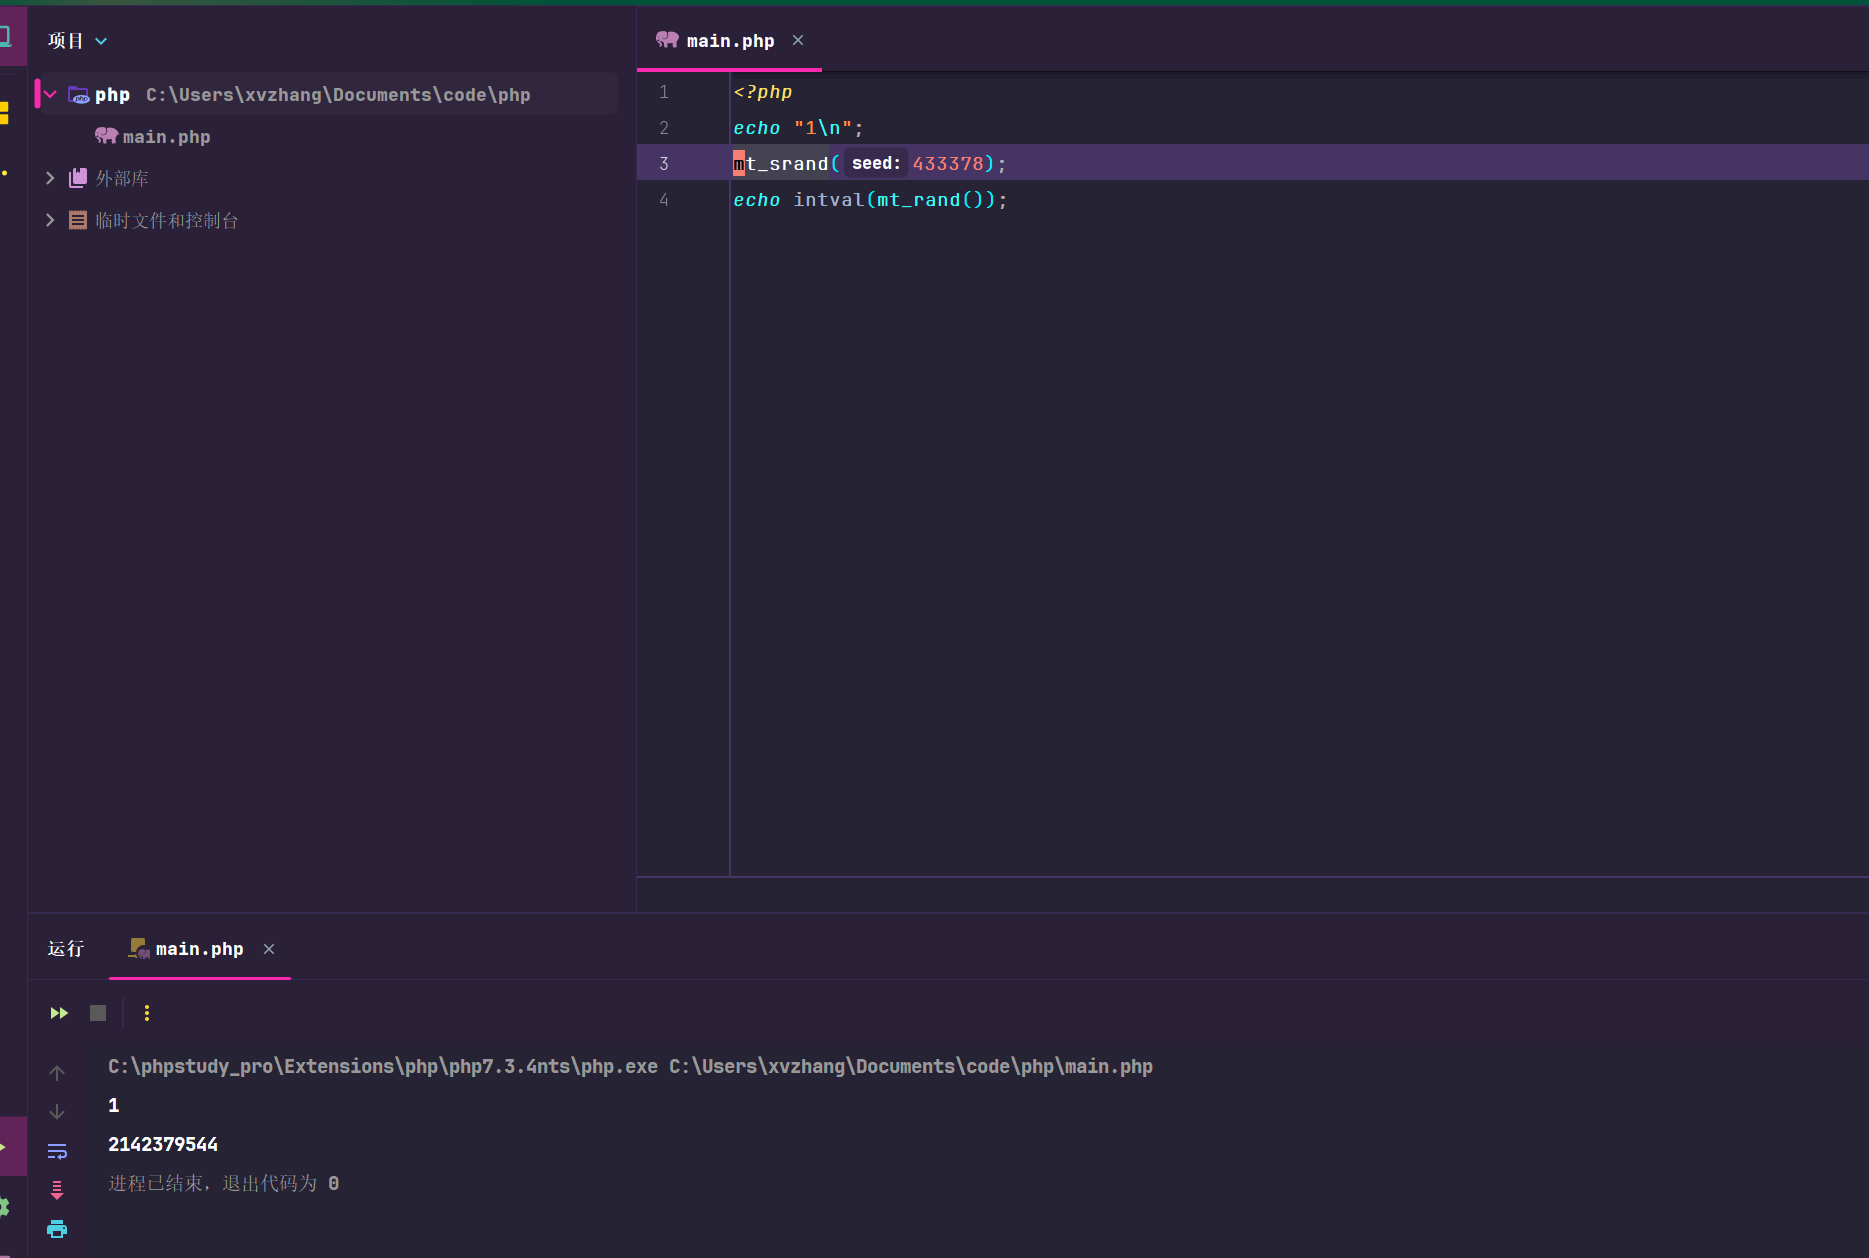 项目
php C:\Users\xvzhang\Documents\code\php
main.php
外部库
临时文件和控制台
main.php
1 <?php
2 echo "1\n";
3 mt_srand( seed: 433378);
4 echo intval(mt_rand());
运行 main.php
C:\phpstudy_pro\Extensions\php\php7.3.4nts\php.exe C:\Users\xvzhang\Documents\code\php\main.php
1
2142379544
进程已结束，退出代码为 0